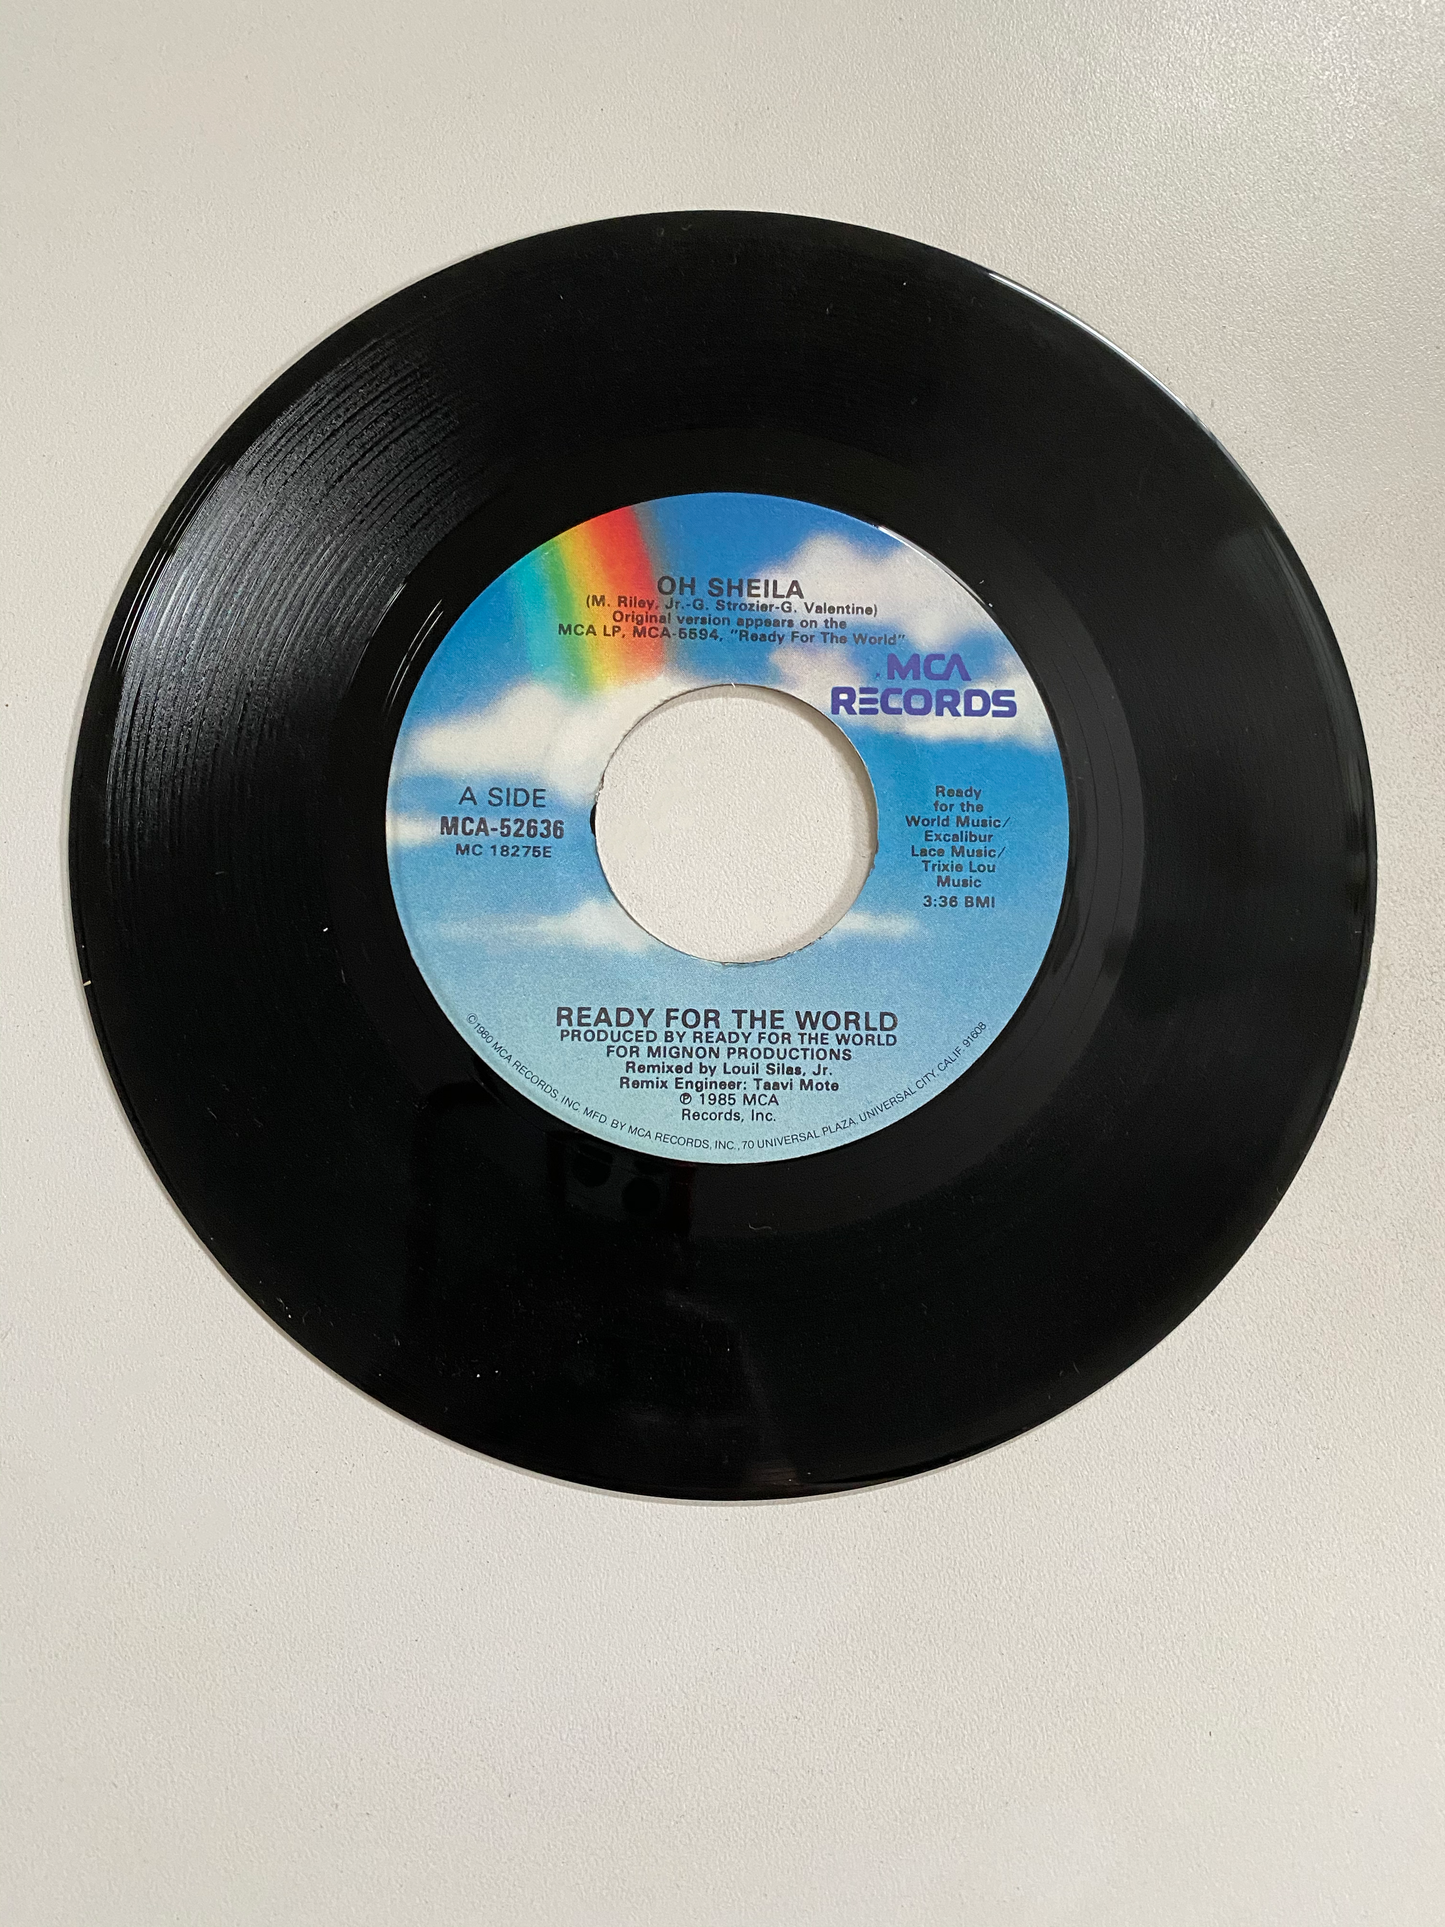 OH SHEILA
(M. Riley, Jr.-G. Strozier-G. Valentine)
Original version appears on the
MCA LP, MCA-5594, "Ready For The World"
MCA
RECORDS
A SIDE
MCA-52636
MC 18275E
Ready
for the
World Music/
Excalibur
Lace Music/
Trixie Lou
Music
3:36 BMI
READY FOR THE WORLD
PRODUCED BY READY FOR THE WORLD
FOR MIGNON PRODUCTIONS
Remixed by Louil Silas, Jr.
Remix Engineer: Taavi Mote
℗ 1985 MCA
Records, Inc.
©1980 MCA RECORDS, INC. MFD. BY MCA RECORDS, INC., 70 UNIVERSAL PLAZA, UNIVERSAL CITY, CALIF. 91608